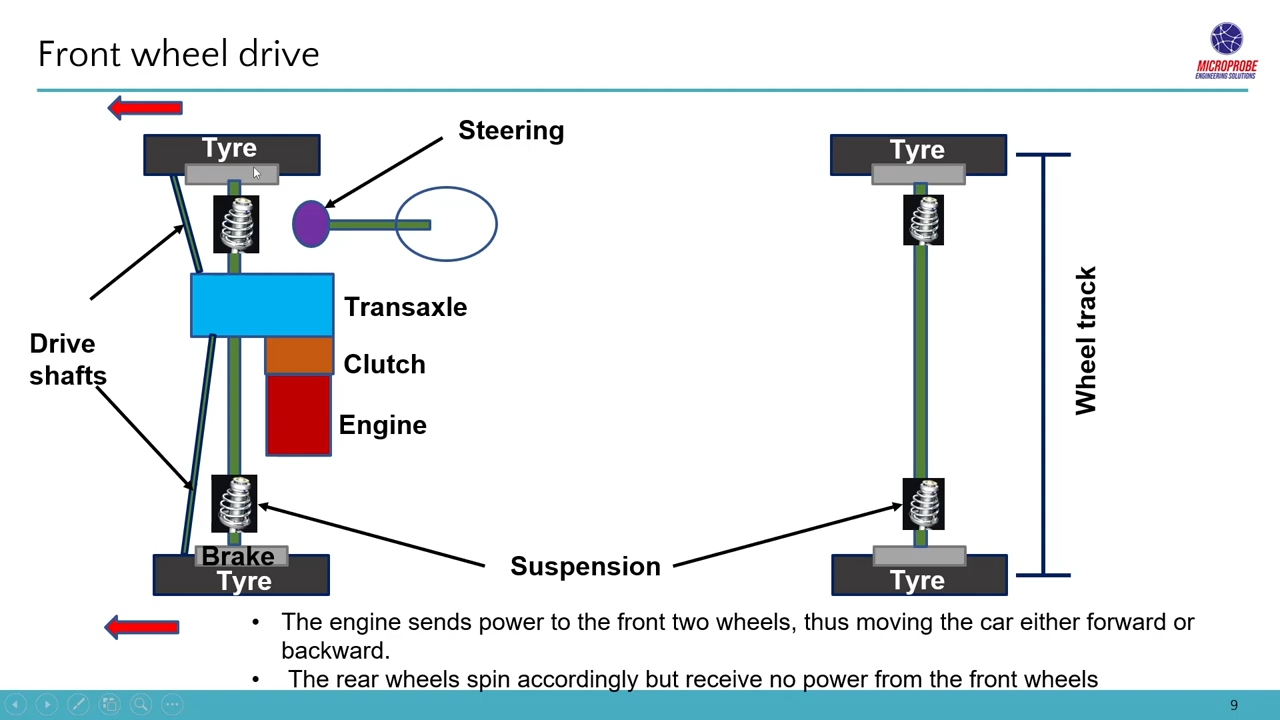 Front wheel drive
MICROPROBE
ENGINEERING SOLUTIONS
Tyre
Steering
Tyre
Transaxle
Drive
shafts
Clutch
Engine
Wheel track
Brake
Tyre
Suspension
Tyre
• The engine sends power to the front two wheels, thus moving the car either forward or
backward.
• The rear wheels spin accordingly but receive no power from the front wheels
9